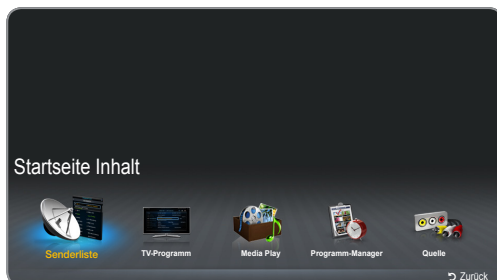 Startseite Inhalt
Senderliste
TV-Programm
Media Play
Programm-Manager
Quelle
Zurück